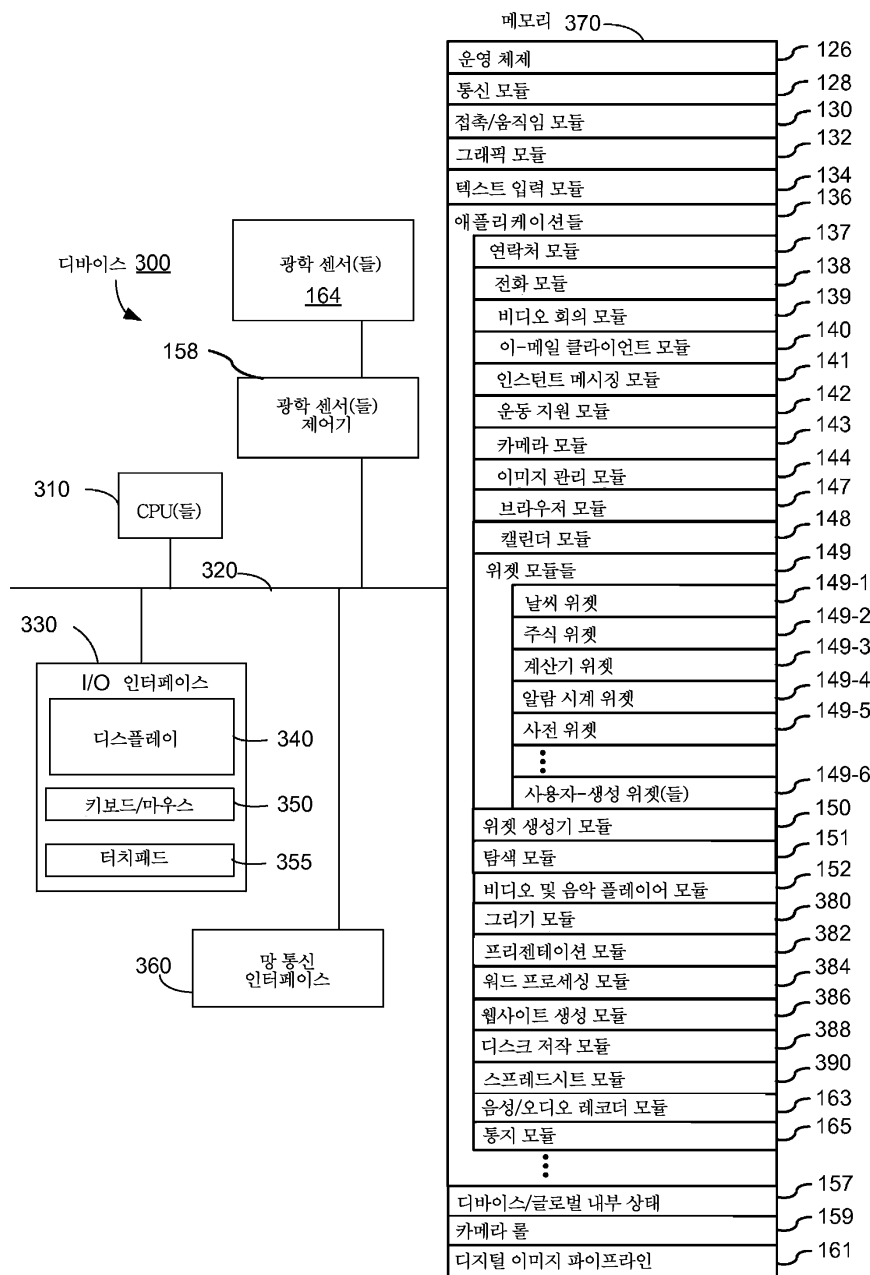 메모리 370
운영 체제
126
통신 모듈
128
접촉/움직임 모듈
130
그래픽 모듈
132
텍스트 입력 모듈
134
애플리케이션들
136
연락처 모듈
137
전화 모듈
138
비디오 회의 모듈
139
이-메일 클라이언트 모듈
140
인스턴트 메시징 모듈
141
운동 지원 모듈
142
카메라 모듈
143
이미지 관리 모듈
144
브라우저 모듈
147
캘린더 모듈
148
위젯 모듈들
149
날씨 위젯
149-1
주식 위젯
149-2
계산기 위젯
149-3
알람 시계 위젯
149-4
사전 위젯
149-5
사용자-생성 위젯(들)
149-6
위젯 생성기 모듈
150
탐색 모듈
151
비디오 및 음악 플레이어 모듈
152
그리기 모듈
380
프리젠테이션 모듈
382
워드 프로세싱 모듈
384
웹사이트 생성 모듈
386
디스크 저작 모듈
388
스프레드시트 모듈
390
음성/오디오 레코더 모듈
163
통지 모듈
165
디바이스/글로벌 내부 상태
157
카메라 롤
159
디지털 이미지 파이프라인
161
디바이스 300
광학 센서(들)
164
158
광학 센서(들)
제어기
310
CPU(들)
320
330
I/O 인터페이스
디스플레이
340
키보드/마우스
350
터치패드
355
360
망 통신
인터페이스